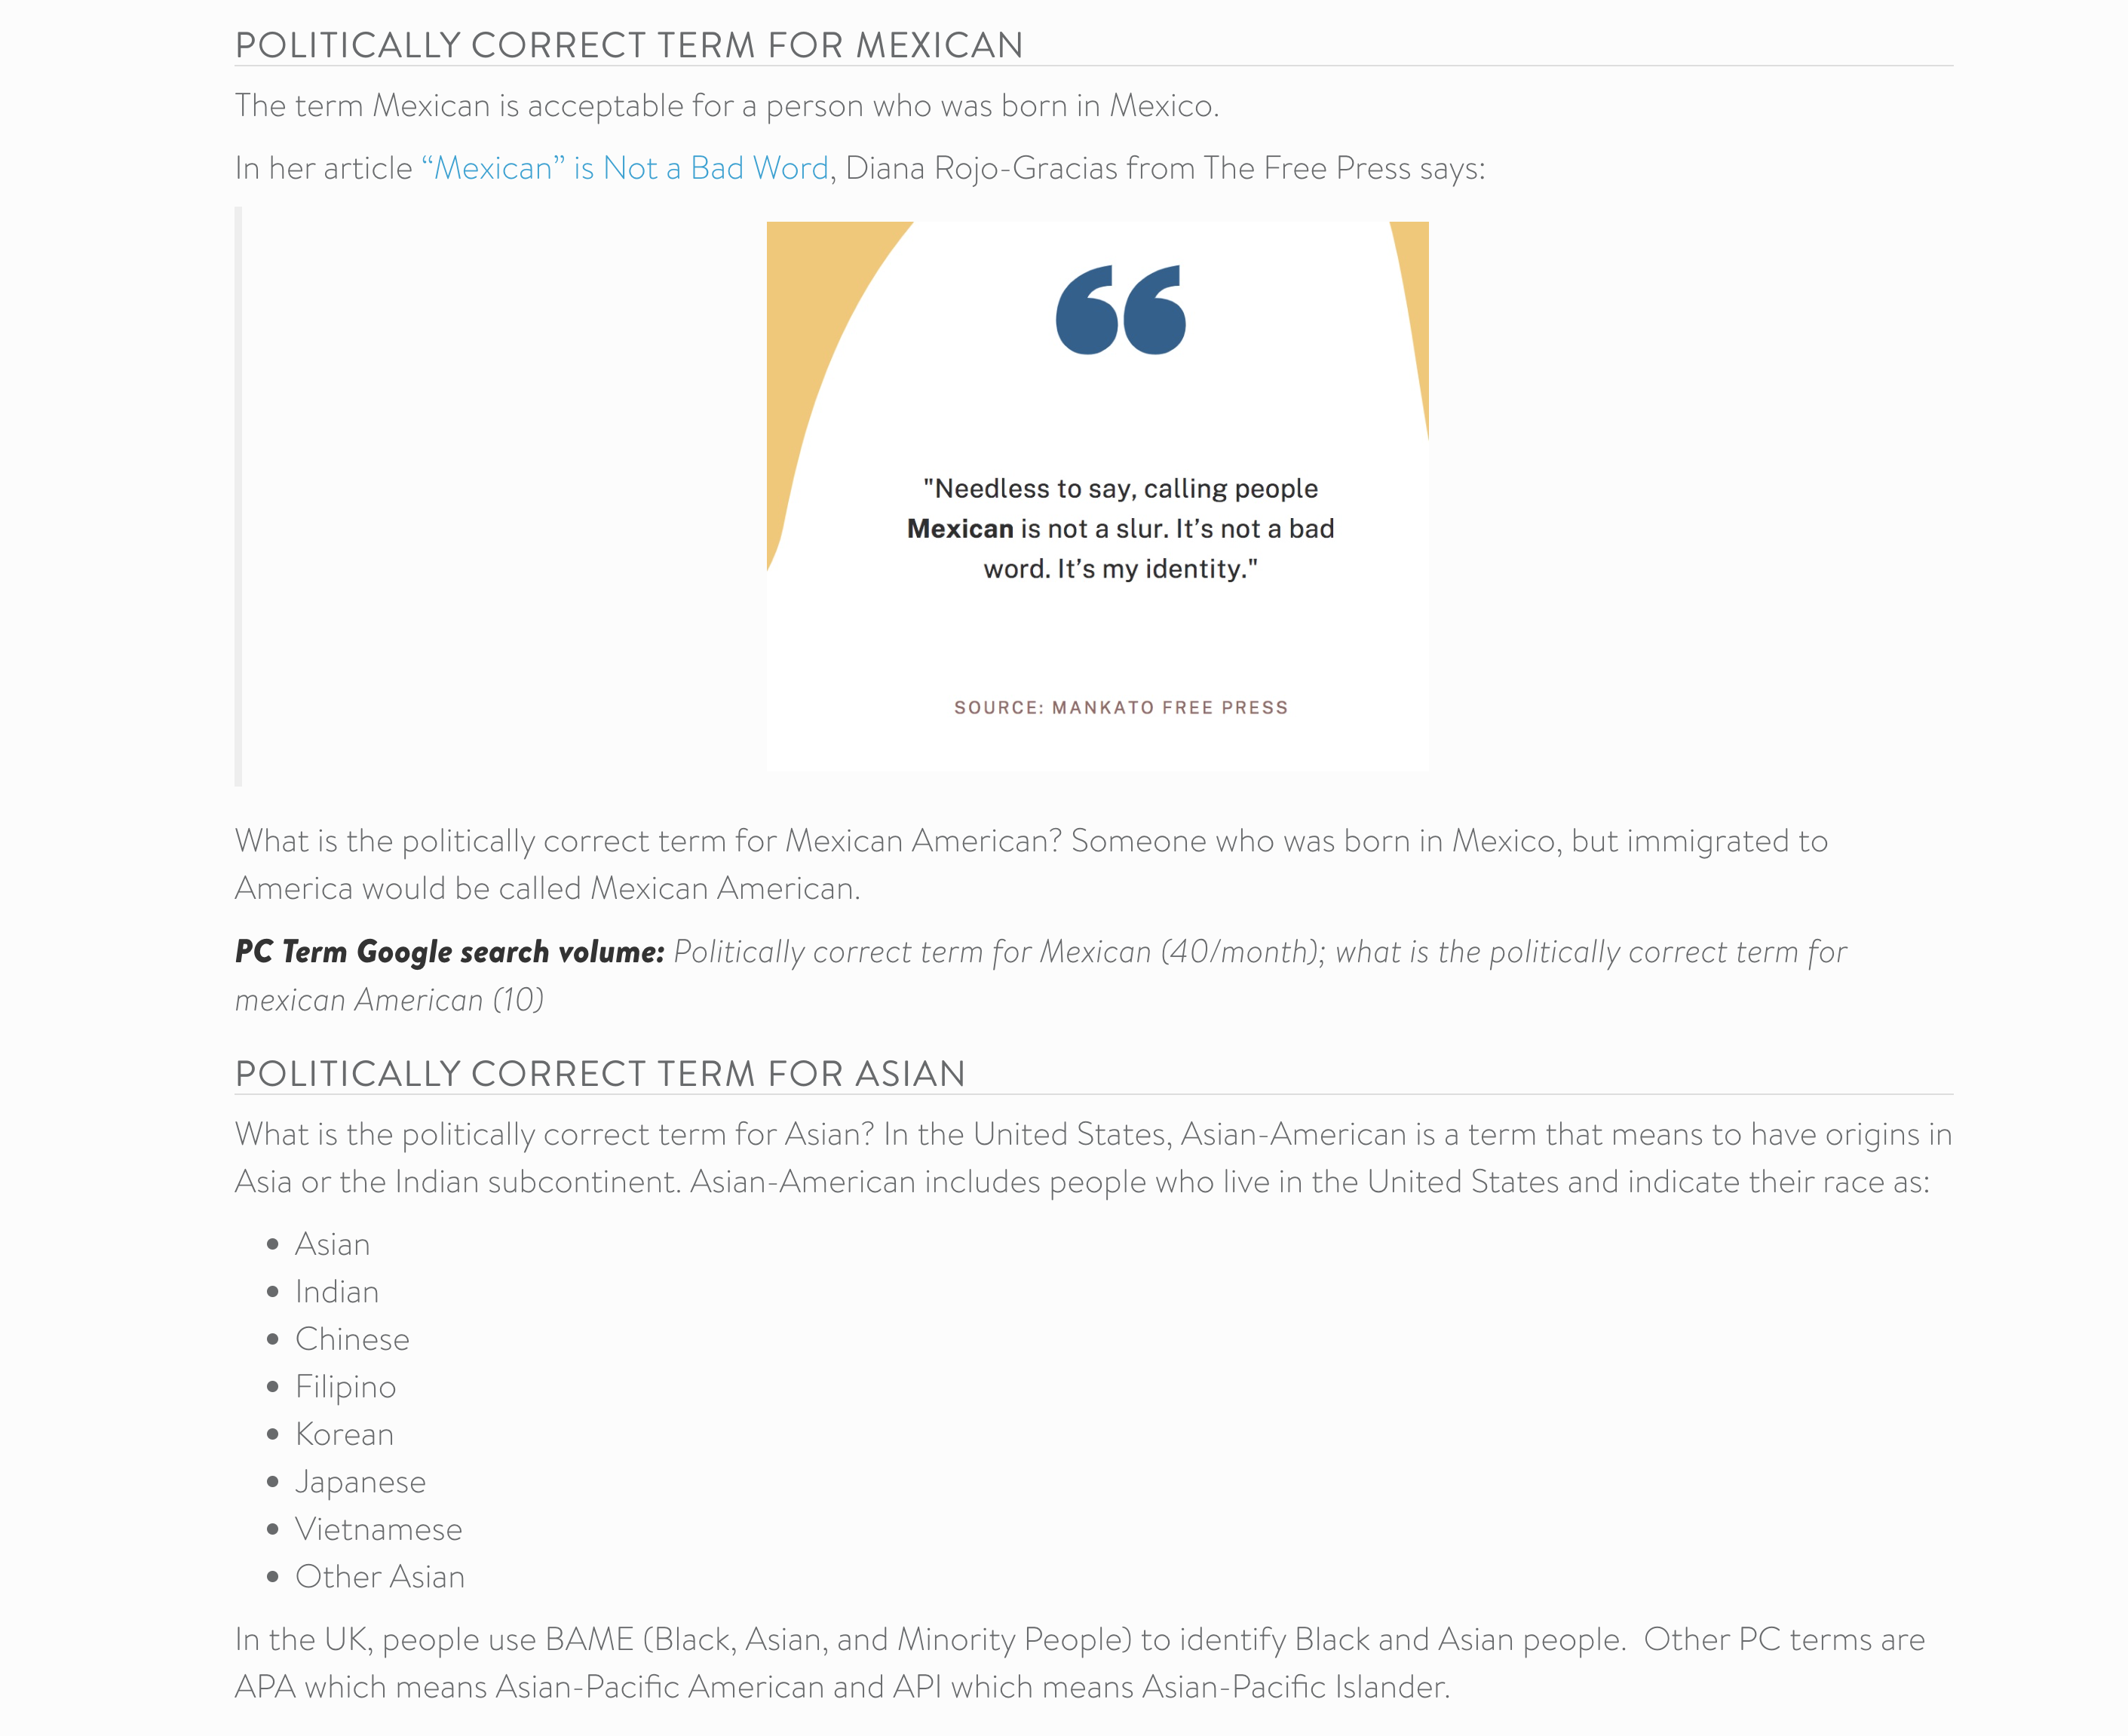 POLITICALLY CORRECT TERM FOR MEXICAN
The term Mexican is acceptable for a person who was born in Mexico.
In her article “Mexican” is Not a Bad Word, Diana Rojo-Gracias from The Free Press says:
"Needless to say, calling people
Mexican is not a slur. It’s not a bad
word. It’s my identity."
SOURCE: MANKATO FREE PRESS
What is the politically correct term for Mexican American? Someone who was born in Mexico, but immigrated to
America would be called Mexican American.
PC Term Google search volume: Politically correct term for Mexican (40/month); what is the politically correct term for
mexican American (10)
POLITICALLY CORRECT TERM FOR ASIAN
What is the politically correct term for Asian? In the United States, Asian-American is a term that means to have origins in
Asia or the Indian subcontinent. Asian-American includes people who live in the United States and indicate their race as:
• Asian
• Indian
• Chinese
• Filipino
• Korean
• Japanese
• Vietnamese
• Other Asian
In the UK, people use BAME (Black, Asian, and Minority People) to identify Black and Asian people. Other PC terms are
APA which means Asian-Pacific American and API which means Asian-Pacific Islander.